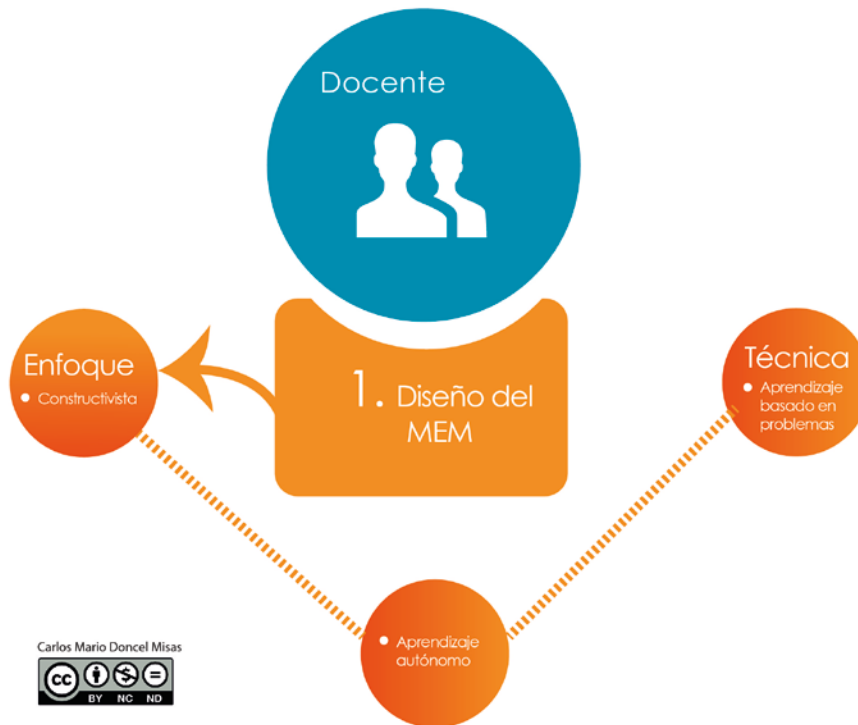 Docente
1. Diseño del
MEM
Enfoque
• Constructivista
Técnica
• Aprendizaje
basado en
problemas
• Aprendizaje
autónomo
Carlos Mario Doncel Misas
cc
BY NC ND